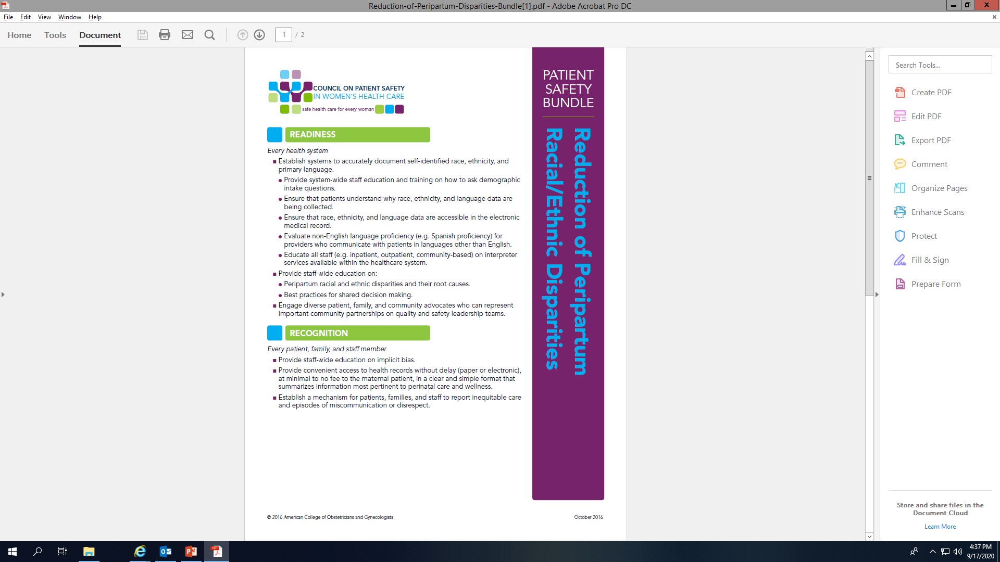 Reduction-of-Peripartum-Disparities-Bundle[1].pdf - Adobe Acrobat Pro DC
File Edit View Window Help
Home Tools Document 1 / 2
COUNCIL ON PATIENT SAFETY
IN WOMEN'S HEALTH CARE
safe health care for every woman
READINESS
Every health system
■ Establish systems to accurately document self-identified race, ethnicity, and
primary language.
● Provide system-wide staff education and training on how to ask demographic
intake questions.
● Ensure that patients understand why race, ethnicity, and language data are
being collected.
● Ensure that race, ethnicity, and language data are accessible in the electronic
medical record.
● Evaluate non-English language proficiency (e.g. Spanish proficiency) for
providers who communicate with patients in languages other than English.
● Educate all staff (e.g. inpatient, outpatient, community-based) on interpreter
services available within the healthcare system.
■ Provide staff-wide education on:
● Peripartum racial and ethnic disparities and their root causes.
● Best practices for shared decision making.
■ Engage diverse patient, family, and community advocates who can represent
important community partnerships on quality and safety leadership teams.
RECOGNITION
Every patient, family, and staff member
■ Provide staff-wide education on implicit bias.
■ Provide convenient access to health records without delay (paper or electronic),
at minimal to no fee to the maternal patient, in a clear and simple format that
summarizes information most pertinent to perinatal care and wellness.
■ Establish a mechanism for patients, families, and staff to report inequitable care
and episodes of miscommunication or disrespect.
© 2016 American College of Obstetricians and Gynecologists
October 2016
PATIENT
SAFETY
BUNDLE
Reduction of Peripartum
Racial/Ethnic Disparities
Search Tools...
Create PDF
Edit PDF
Export PDF
Comment
Organize Pages
Enhance Scans
Protect
Fill & Sign
Prepare Form
Store and share files in the
Document Cloud
Learn More
4:37 PM
9/17/2020